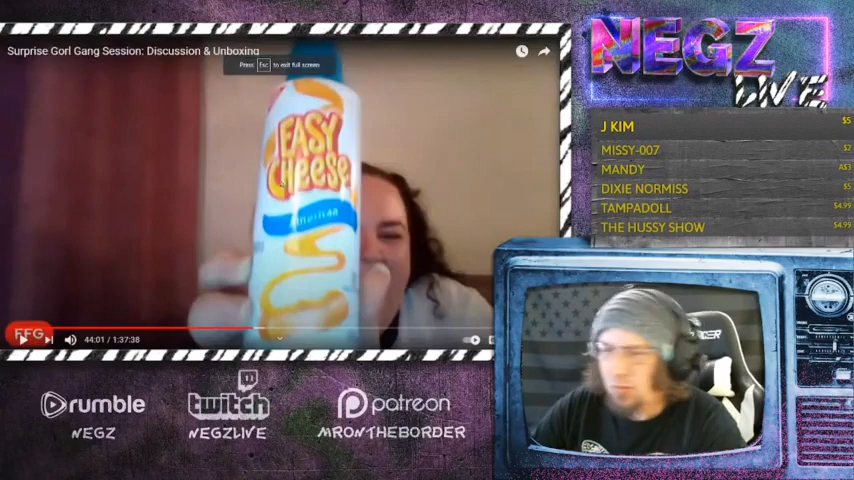 Surprise Gorl Gang Session: Discussion & Unboxing
Press Esc to exit full screen
EASY
CHEESE
American
FFG
44:01 / 1:37:38
rumble
NEGZ
twitch
NEGZLIVE
patreon
MRONTHEBORDER
NEGZ
LIVE
J KIM $5
MISSY-007 $2
MANDY A$3
DIXIE NORMISS $5
TAMPADOLL $4.99
THE HUSSY SHOW $4.99